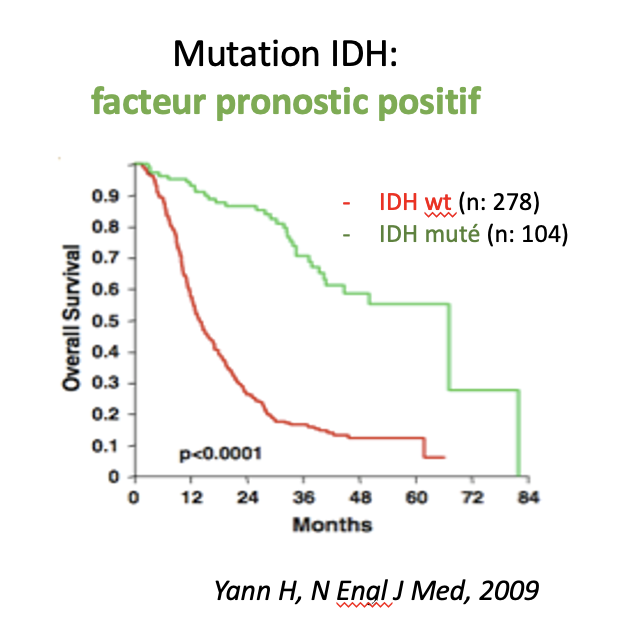 Mutation IDH:
facteur pronostic positif
- IDH wt (n: 278)
- IDH muté (n: 104)
Overall Survival
0.9
0.8
0.7
0.6
0.5
0.4
0.3
0.2
0.1
0
p<0.0001
0 12 24 36 48 60 72 84
Months
Yann H, N Engl J Med, 2009